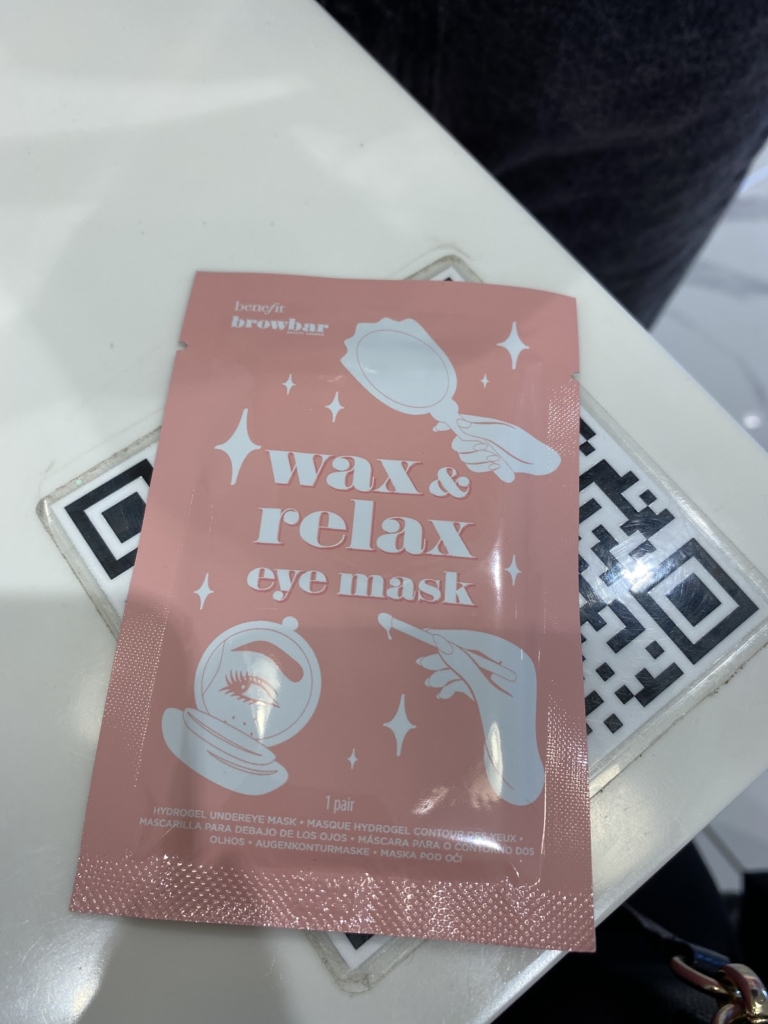 benefit
browbar
wax &
relax
eye mask
1 pair
HYDROGEL UNDEREYE MASK • MASQUE HYDROGEL CONTOUR DES YEUX •
MASCARILLA PARA DEBAJO DE LOS OJOS • MÁSCARA PARA O CONTORNO DOS
OLHOS • AUGENKONTURMASKE • MASKA POD OČI